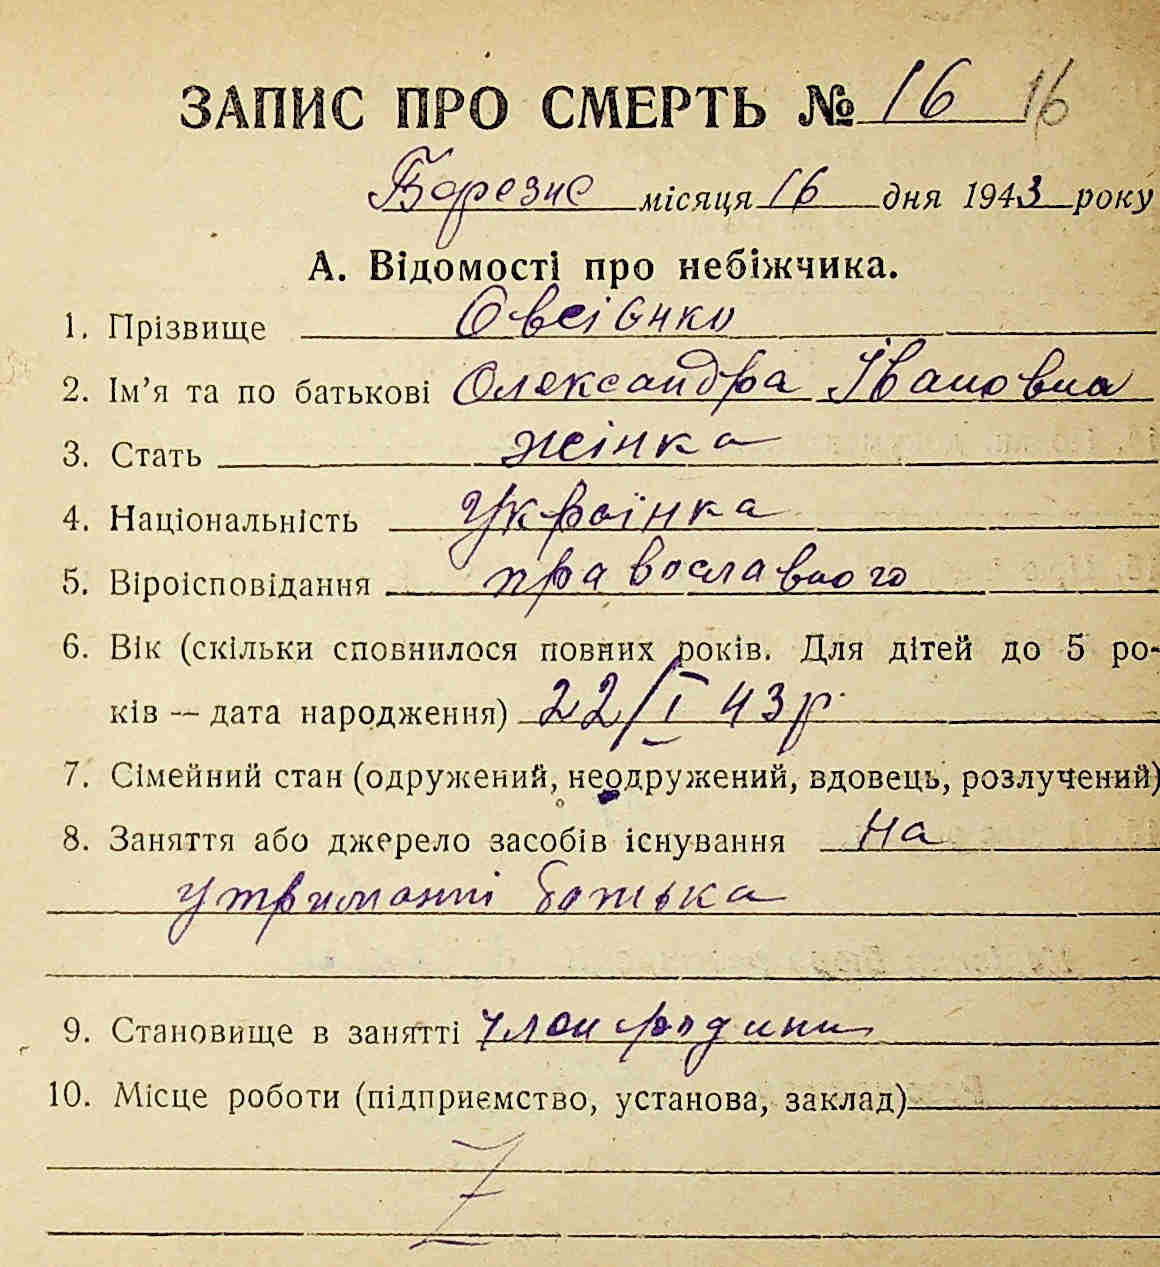 ЗАПИС ПРО СМЕРТЬ № 16 16
Березне місяця 16 дня 1943 року
А. Відомості про небіжчика.
1. Прізвище Овсієнко
2. Ім’я та по батькові Олександра Івановна
3. Стать жінка
4. Національність Українка
5. Віроісповідання православного
6. Вік (скільки сповнилося повних років. Для дітей до 5 ро-
ків — дата народження) 22/I 43 р.
7. Сімейний стан (одружений, неодружений, вдовець, розлучений)
8. Заняття або джерело засобів існування На
утриманні батька
9. Становище в занятті член родини
10. Місце роботи (підприємство, установа, заклад)